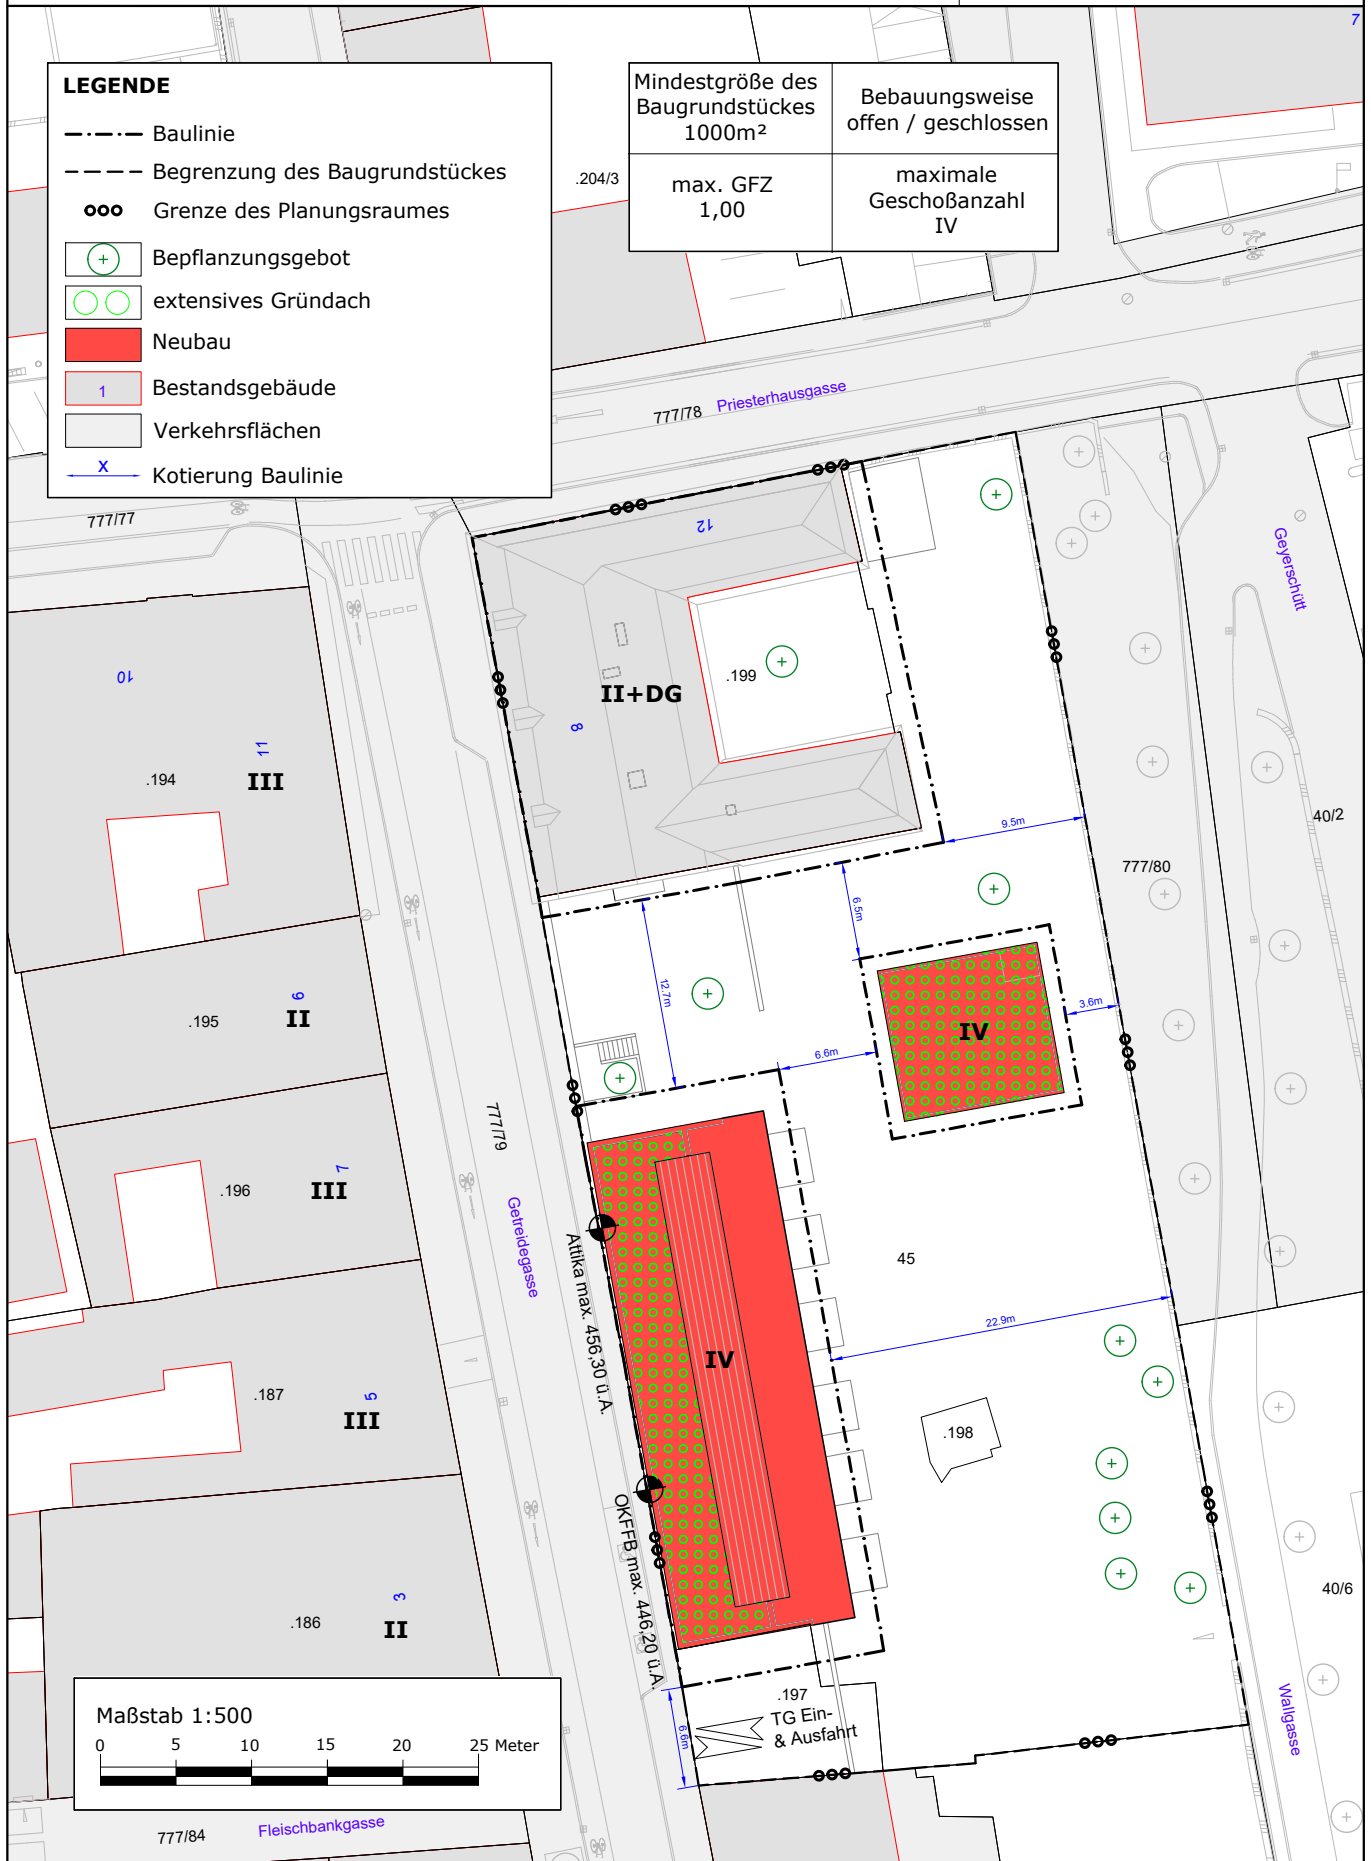 7
LEGENDE
Baulinie
Begrenzung des Baugrundstückes
Grenze des Planungsraumes
Bepflanzungsgebot
extensives Gründach
Neubau
1
Bestandsgebäude
Verkehrsflächen
x
Kotierung Baulinie
Mindestgröße des
Baugrundstückes
1000m²
Bebauungsweise
offen / geschlossen
max. GFZ
1,00
maximale
Geschoßanzahl
IV
.204/3
777/78
Priesterhausgasse
777/77
12
Geyerschütt
10
.199
II+DG
8
11
.194
III
9.5m
40/2
777/80
6.5m
12.7m
3.6m
6
.195
II
IV
6.6m
777/79
7
.196
III
Getreidegasse
Attika max. 456,30 ü.A.
45
22.9m
IV
5
.187
III
.198
OKFFB max. 446,20 ü.A.
3
.186
II
40/6
.197
TG Ein-
& Ausfahrt
6.6m
Wallgasse
Maßstab 1:500
0 5 10 15 20 25 Meter
777/84
Fleischbankgasse